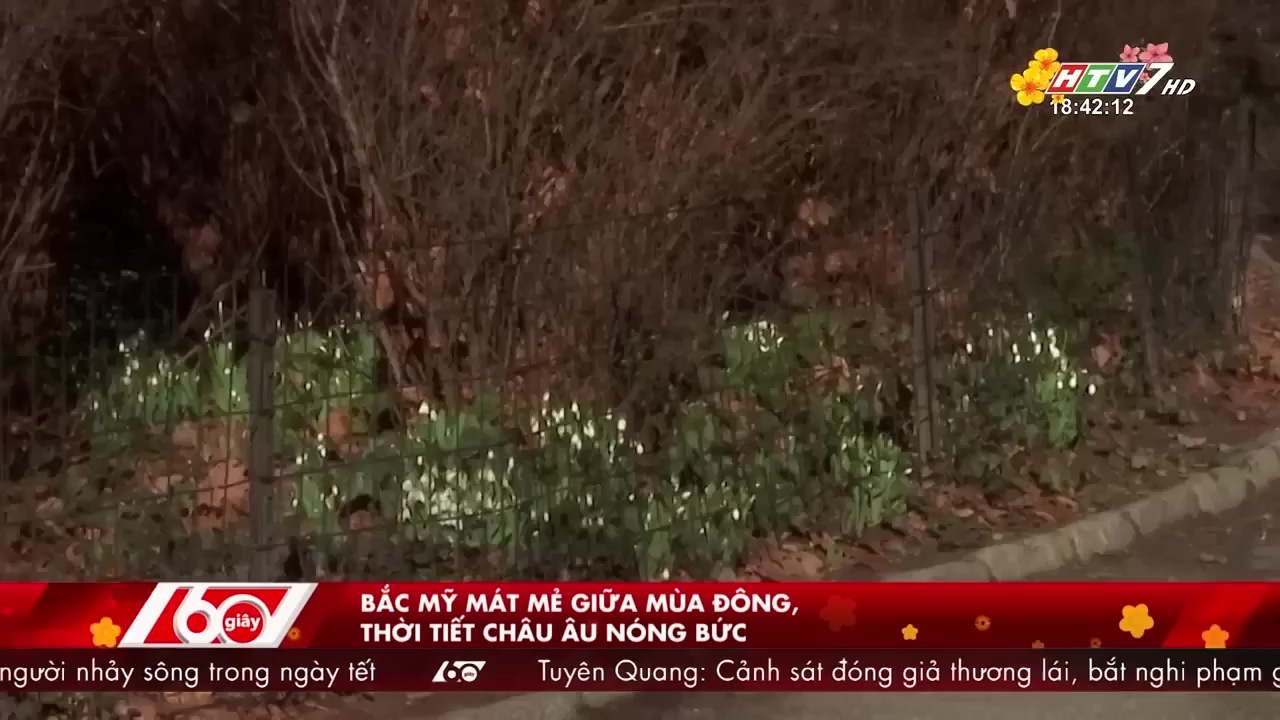 HTV7 HD
18:42:12
60 giây
BẮC MỸ MÁT MẺ GIỮA MÙA ĐÔNG,
THỜI TIẾT CHÂU ÂU NÓNG BỨC
người nhảy sông trong ngày tết 60 Tuyên Quang: Cảnh sát đóng giả thương lái, bắt nghi phạm